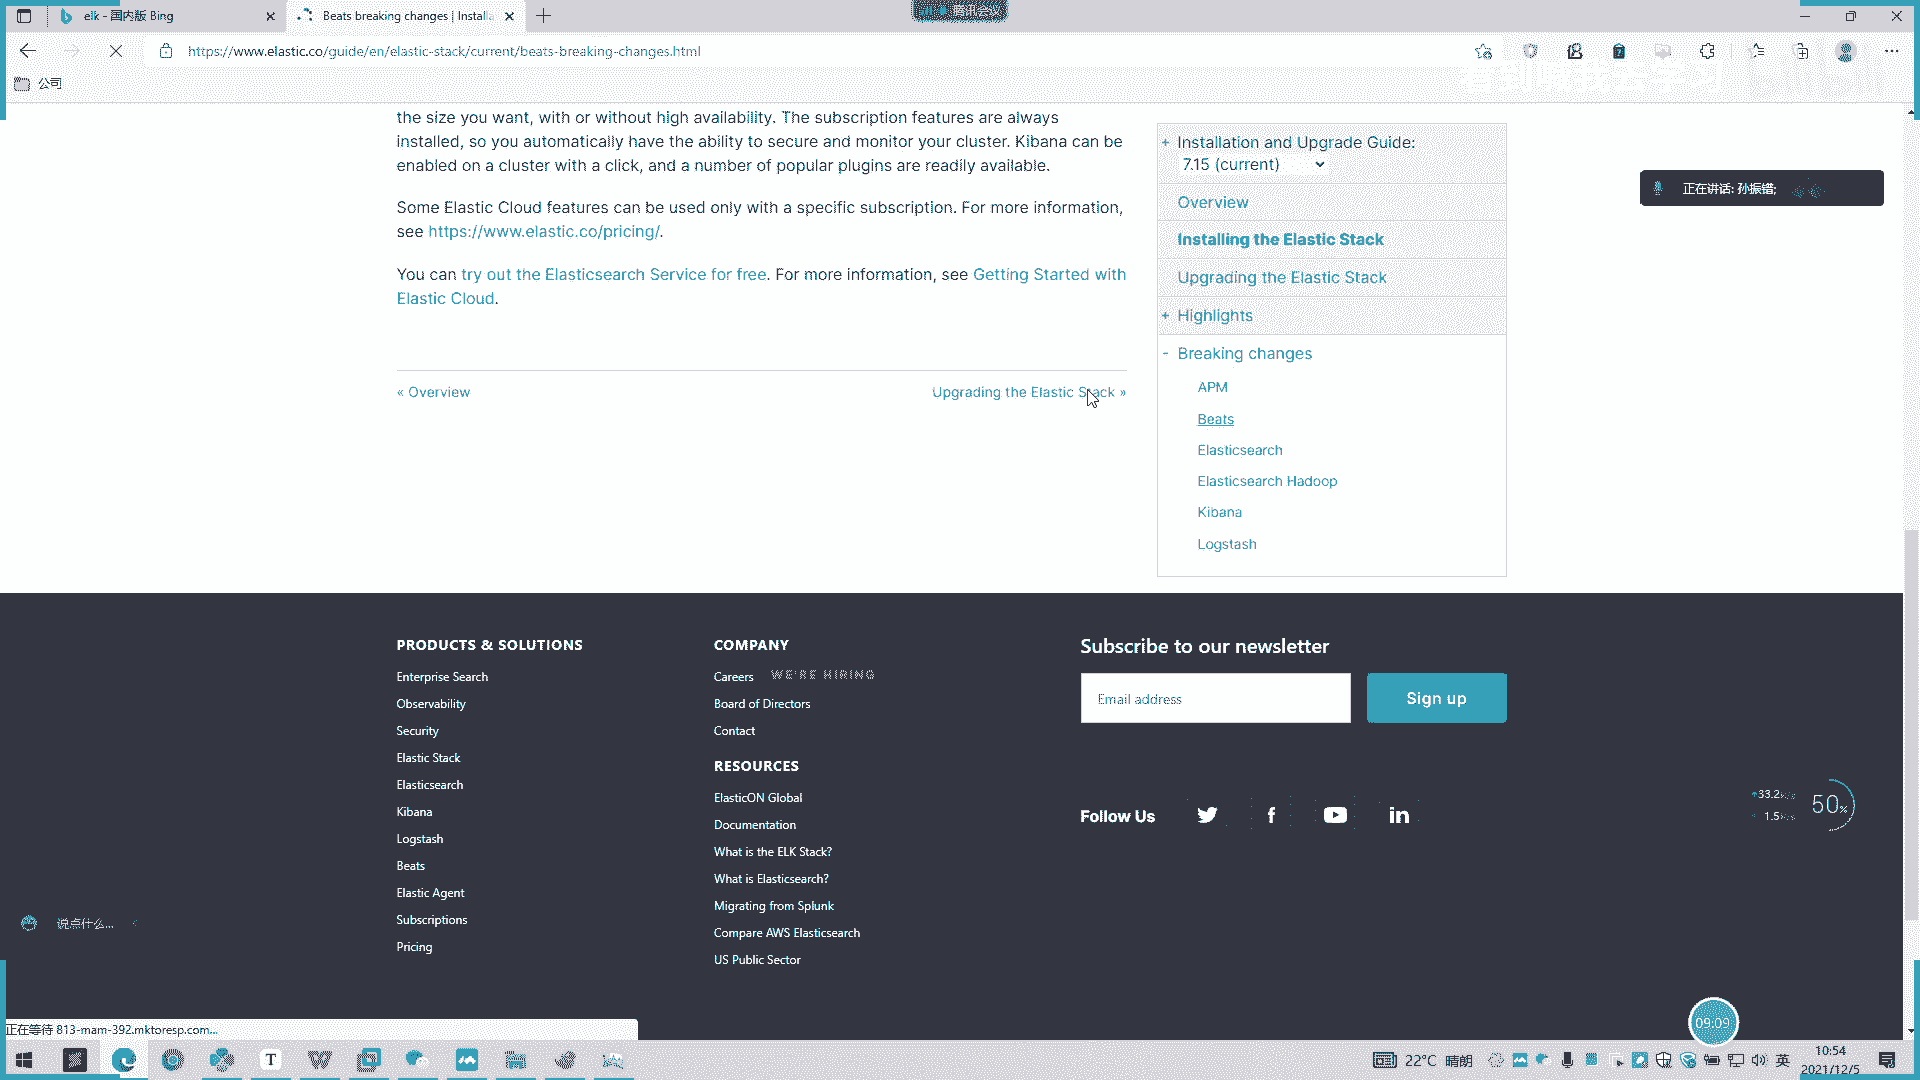 elk - 国内版 Bing
Beats breaking changes | Installa
腾讯会议
https://www.elastic.co/guide/en/elastic-stack/current/beats-breaking-changes.html
公司
看到啊我去学习
the size you want, with or without high availability. The subscription features are always
installed, so you automatically have the ability to secure and monitor your cluster. Kibana can be
enabled on a cluster with a click, and a number of popular plugins are readily available.
Some Elastic Cloud features can be used only with a specific subscription. For more information,
see https://www.elastic.co/pricing/.
You can try out the Elasticsearch Service for free. For more information, see Getting Started with
Elastic Cloud.
« Overview
Upgrading the Elastic Stack »
+ Installation and Upgrade Guide:
7.15 (current)
Overview
Installing the Elastic Stack
Upgrading the Elastic Stack
+ Highlights
- Breaking changes
APM
Beats
Elasticsearch
Elasticsearch Hadoop
Kibana
Logstash
正在讲话: 孙振锴;
PRODUCTS & SOLUTIONS
Enterprise Search
Observability
Security
Elastic Stack
Elasticsearch
Kibana
Logstash
Beats
Elastic Agent
Subscriptions
Pricing
COMPANY
Careers WE'RE HIRING
Board of Directors
Contact
RESOURCES
ElasticON Global
Documentation
What is the ELK Stack?
What is Elasticsearch?
Migrating from Splunk
Compare AWS Elasticsearch
US Public Sector
Subscribe to our newsletter
Email address
Sign up
Follow Us
33.2K/s
1.5K/s
50%
说点什么...
正在等待 813-mam-392.mktoresp.com...
09:09
22°C 晴朗
英
10:54
2021/12/5